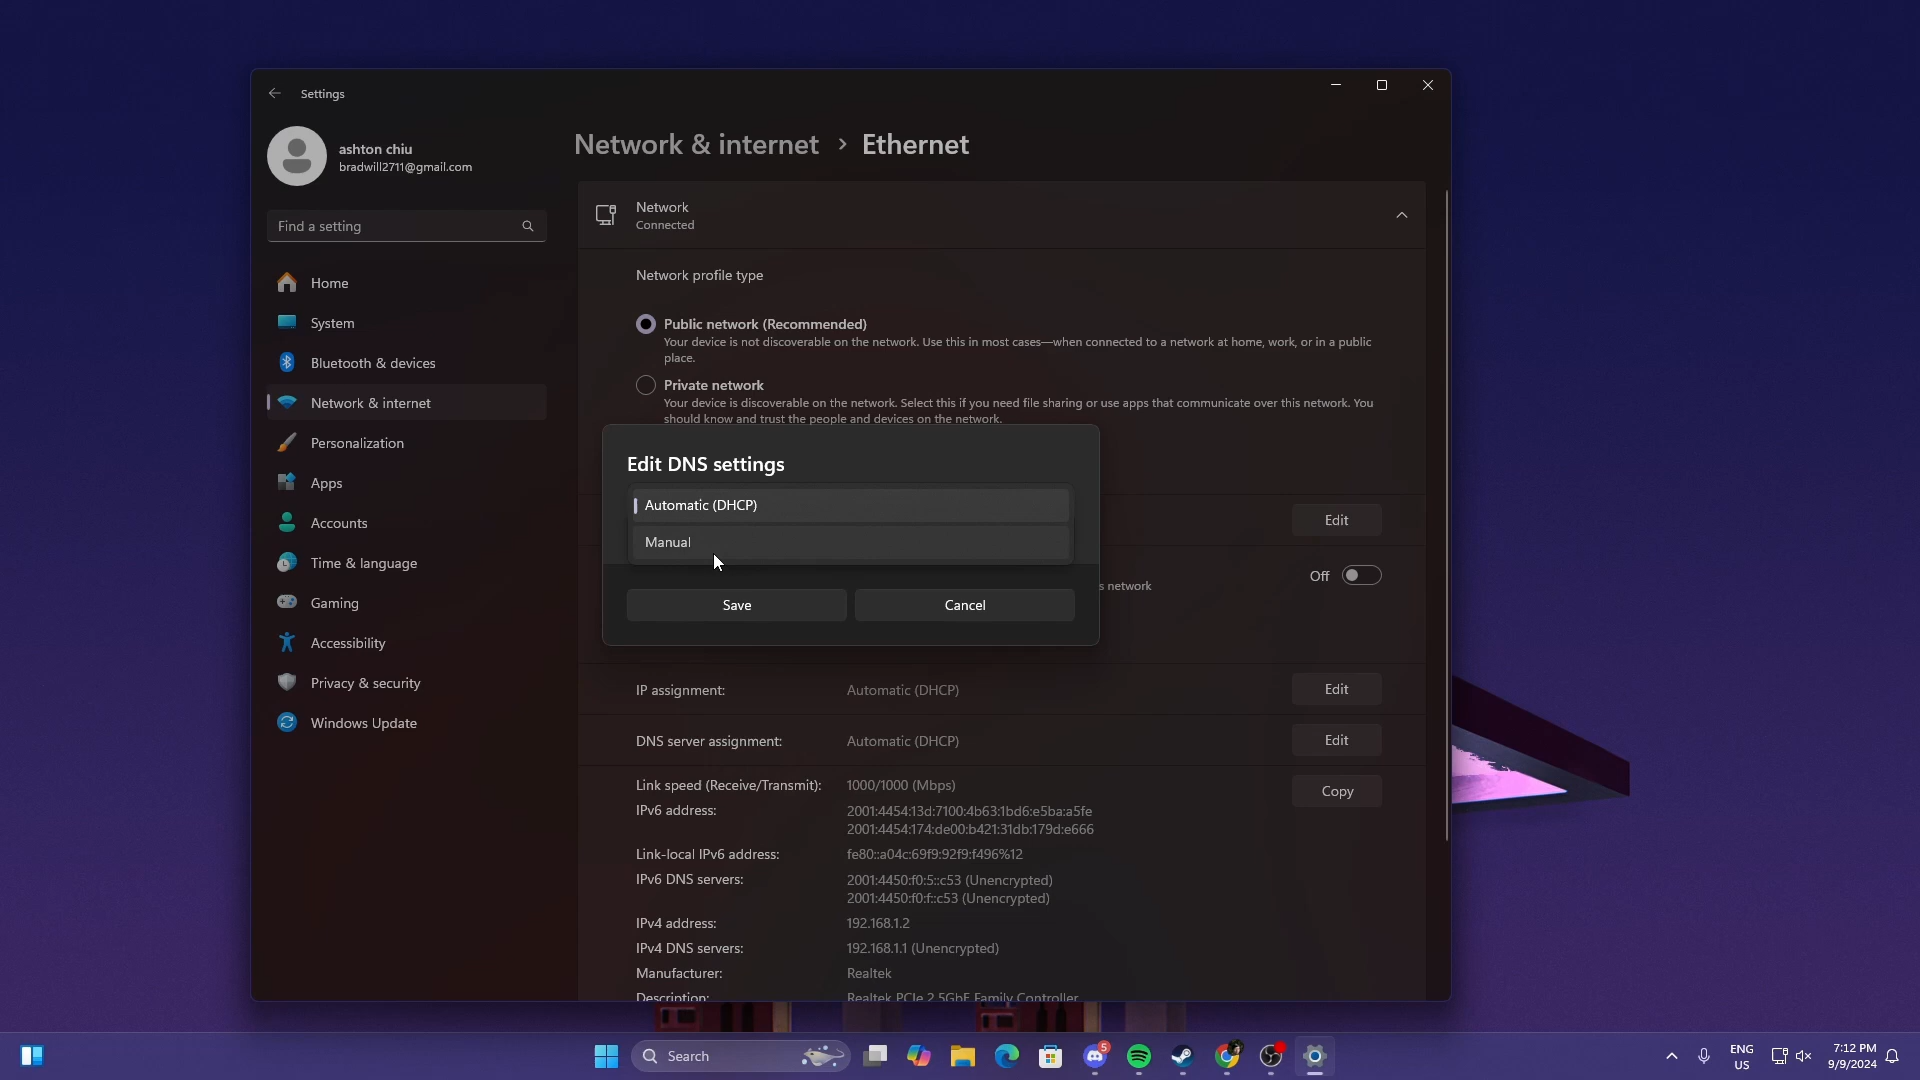 Settings
ashton chiu
bradwill2711@gmail.com
Find a setting
Home
System
Bluetooth & devices
Network & internet
Personalization
Apps
Accounts
Time & language
Gaming
Accessibility
Privacy & security
Windows Update
Network & internet › Ethernet
Network
Connected
Network profile type
Public network (Recommended)
Your device is not discoverable on the network. Use this in most cases—when connected to a network at home, work, or in a public
place.
Private network
Your device is discoverable on the network. Select this if you need file sharing or use apps that communicate over this network. You
should know and trust the people and devices on the network.
Edit DNS settings
Automatic (DHCP)
Manual
Save
Cancel
Edit
s network
Off
IP assignment: Automatic (DHCP) Edit
DNS server assignment: Automatic (DHCP) Edit
Link speed (Receive/Transmit): 1000/1000 (Mbps) Copy
IPv6 address: 2001:4454:13d:7100:4b63:1bd6:e5ba:a5fe
2001:4454:174:de00:b421:31db:179d:e666
Link-local IPv6 address: fe80::a04c:69f9:92f9:f496%12
IPv6 DNS servers: 2001:4450:f0:5::c53 (Unencrypted)
2001:4450:f0:f::c53 (Unencrypted)
IPv4 address: 192.168.1.2
IPv4 DNS servers: 192.168.1.1 (Unencrypted)
Manufacturer: Realtek
Description: Realtek PCIe 2.5GbE Family Controller
Search
5
ENG
US
7:12 PM
9/9/2024